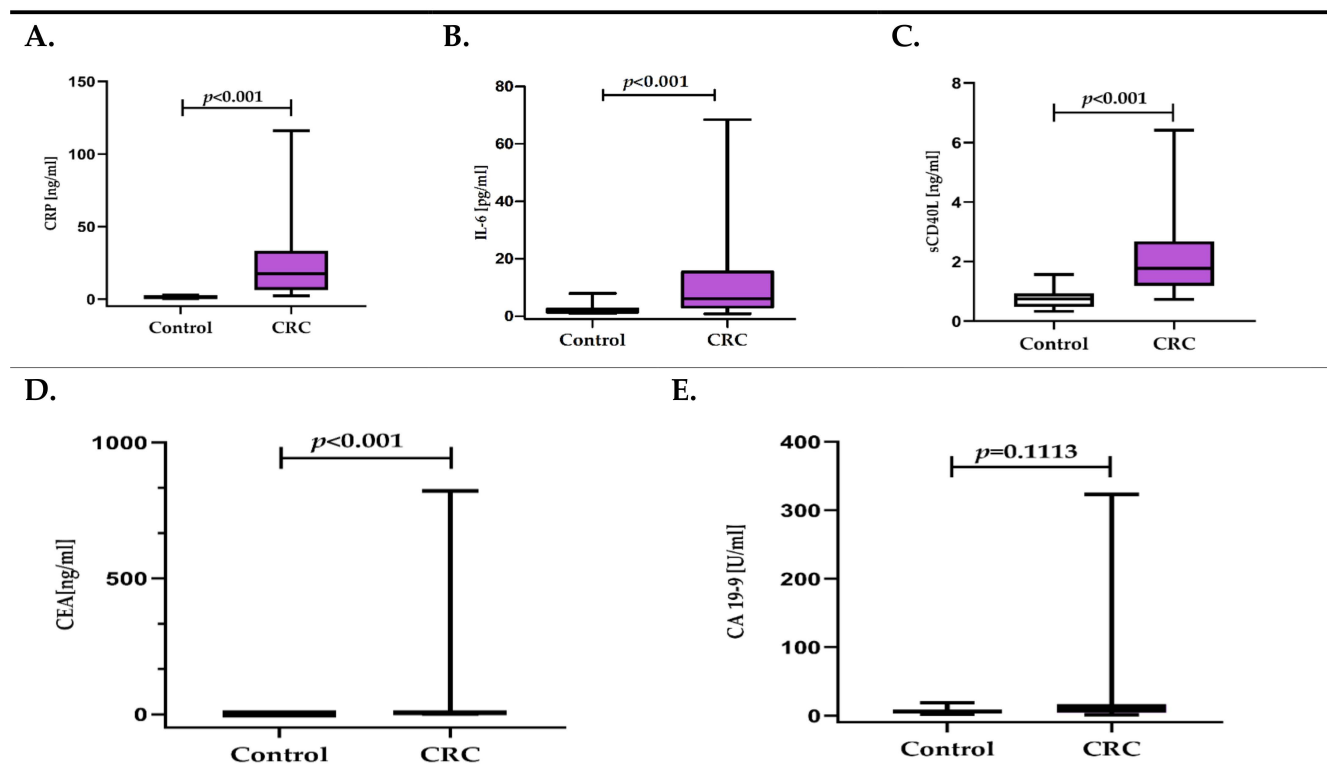 A.
B.
C.
150
100
50
0
CRP [ng/ml]
p<0.001
Control
CRC
80
60
40
20
0
IL-6 [pg/ml]
p<0.001
Control
CRC
8
6
4
2
0
sCD40L [ng/ml]
p<0.001
Control
CRC
D.
E.
1000
500
0
CEA[ng/ml]
p<0.001
Control
CRC
400
300
200
100
0
CA 19-9 [U/ml]
p=0.1113
Control
CRC